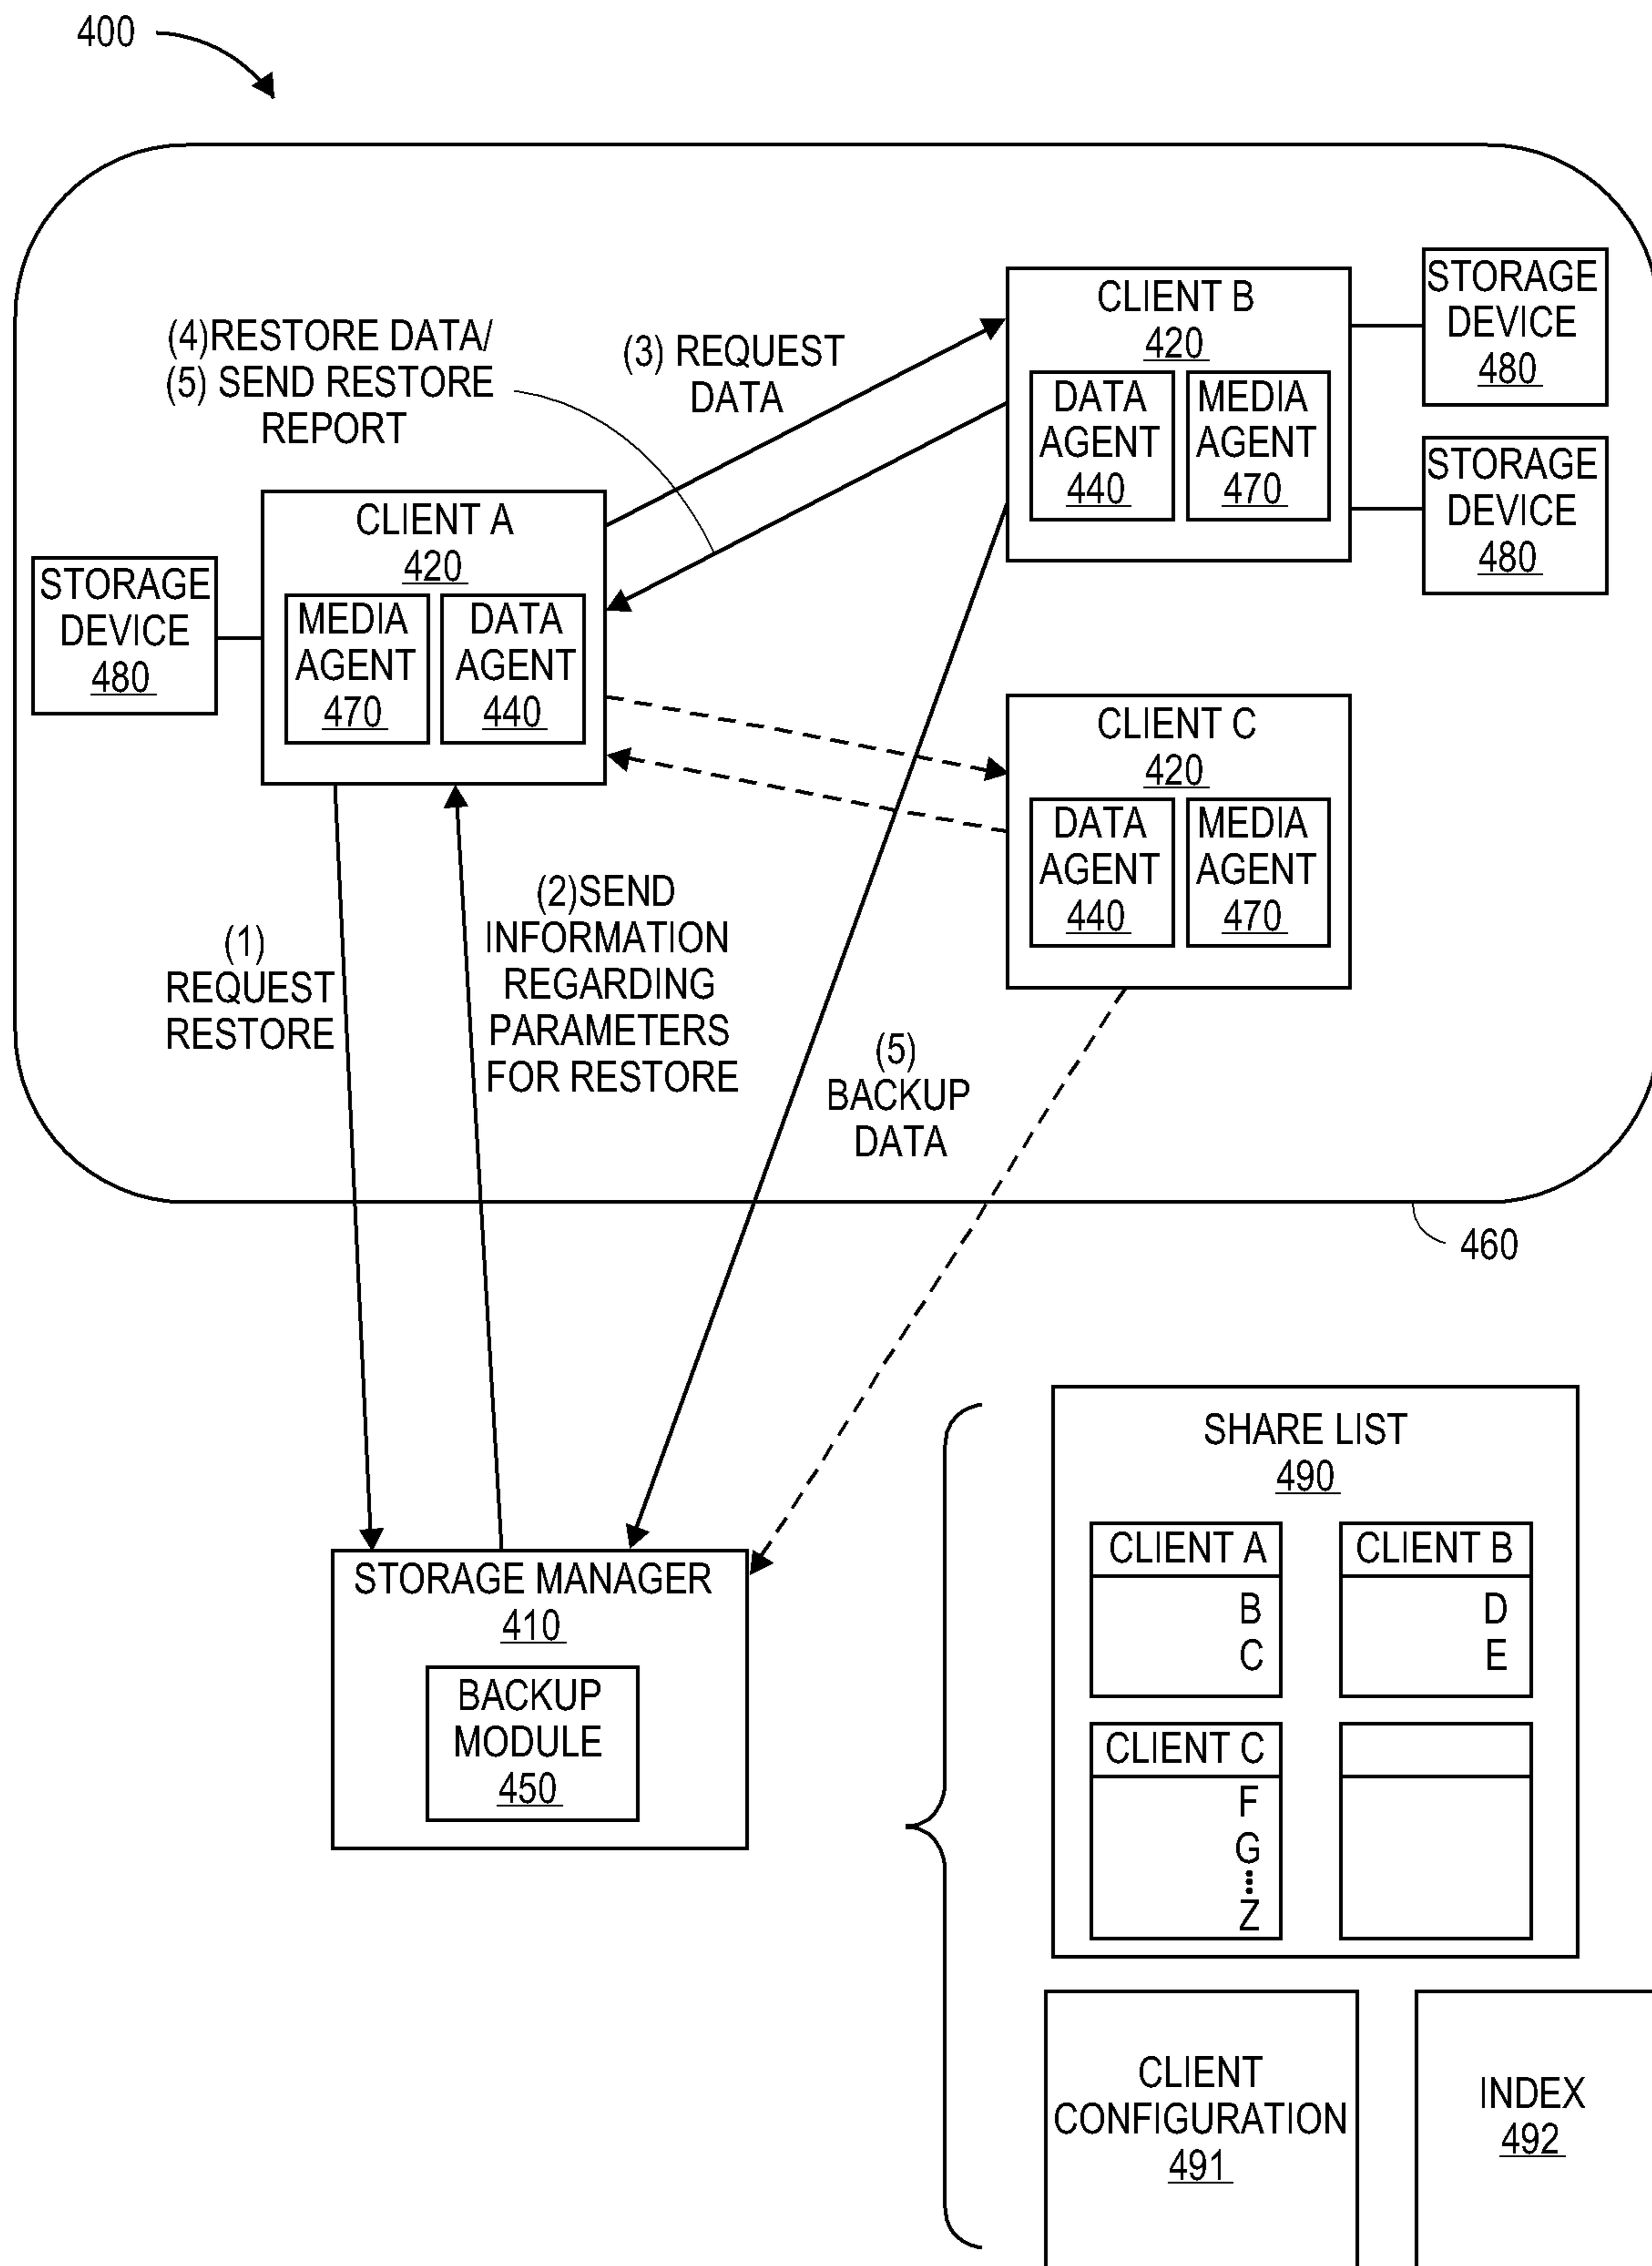 400
(4)RESTORE DATA/
(5) SEND RESTORE
REPORT
(3) REQUEST
DATA
CLIENT B
420
DATA
AGENT
440
MEDIA
AGENT
470
STORAGE
DEVICE
480
STORAGE
DEVICE
480
CLIENT A
420
MEDIA
AGENT
470
DATA
AGENT
440
STORAGE
DEVICE
480
CLIENT C
420
DATA
AGENT
440
MEDIA
AGENT
470
(1)
REQUEST
RESTORE
(2)SEND
INFORMATION
REGARDING
PARAMETERS
FOR RESTORE
(5)
BACKUP
DATA
460
STORAGE MANAGER
410
BACKUP
MODULE
450
SHARE LIST
490
CLIENT A
B
C
CLIENT B
D
E
CLIENT C
F
G
⋮
Z
CLIENT
CONFIGURATION
491
INDEX
492